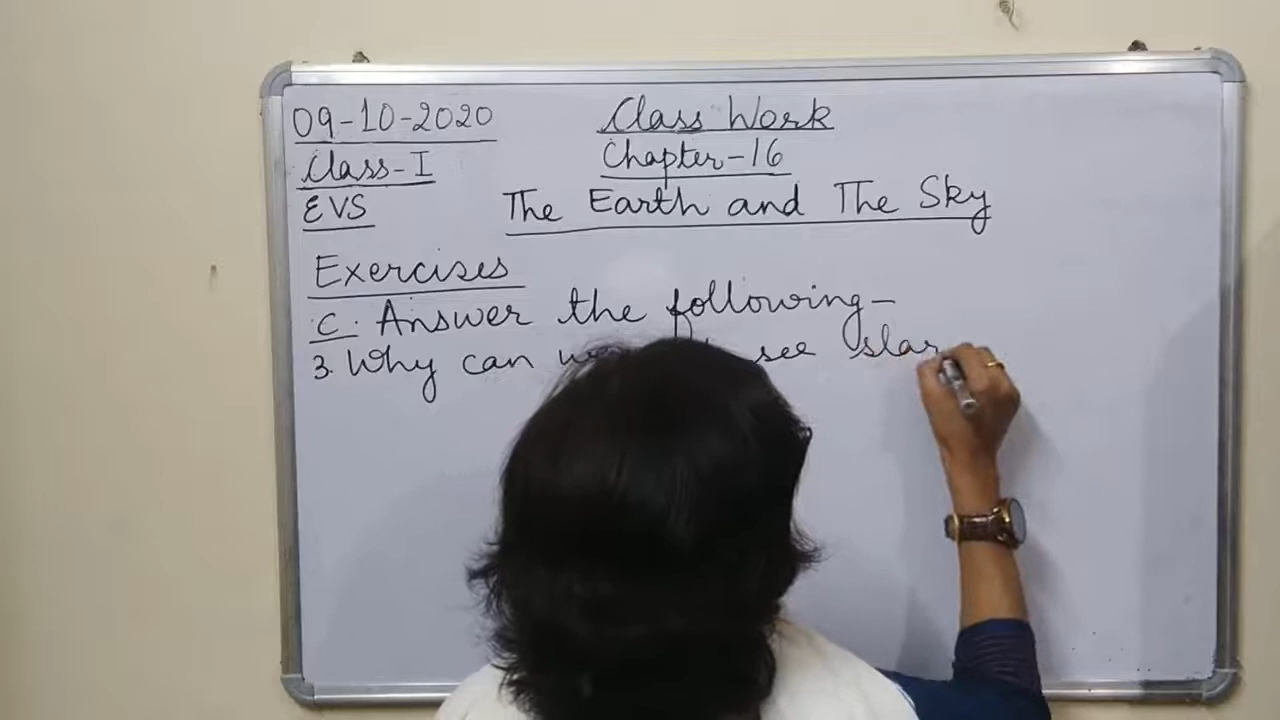 09-10-2020
Class Work
Class-I
Chapter-16
EVS
The Earth and The Sky
Exercises
C. Answer the following-
3. Why can see